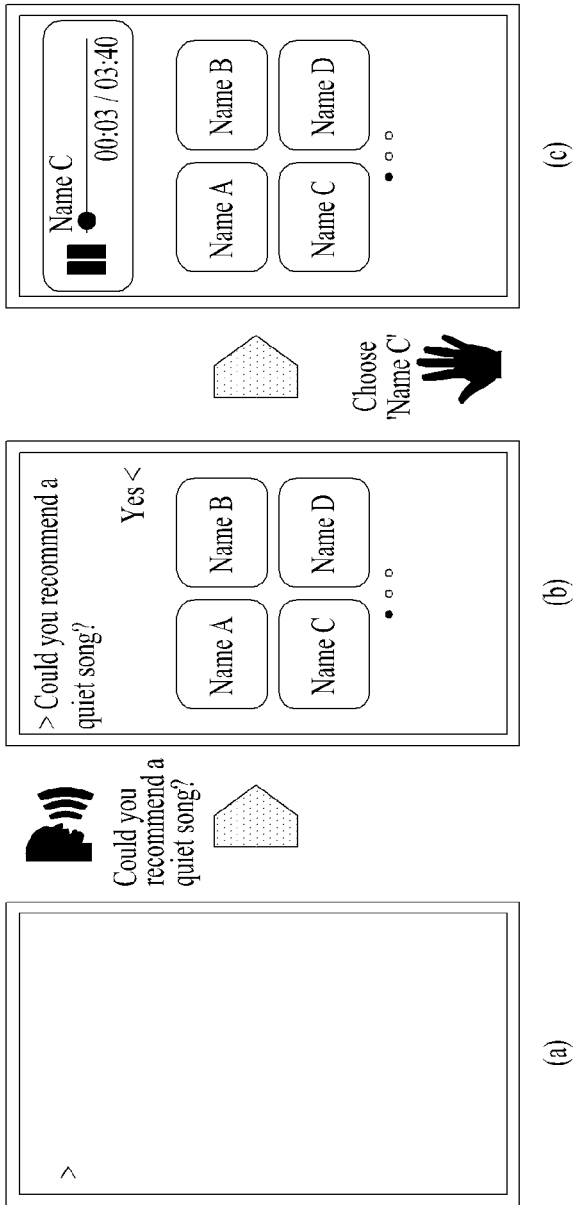 >
(a)
Could you
recommend a
quiet song?
> Could you recommend a
quiet song?
Yes <
Name A
Name B
Name C
Name D
(b)
Choose
'Name C'
Name C
00:03 / 03:40
Name A
Name B
Name C
Name D
(c)